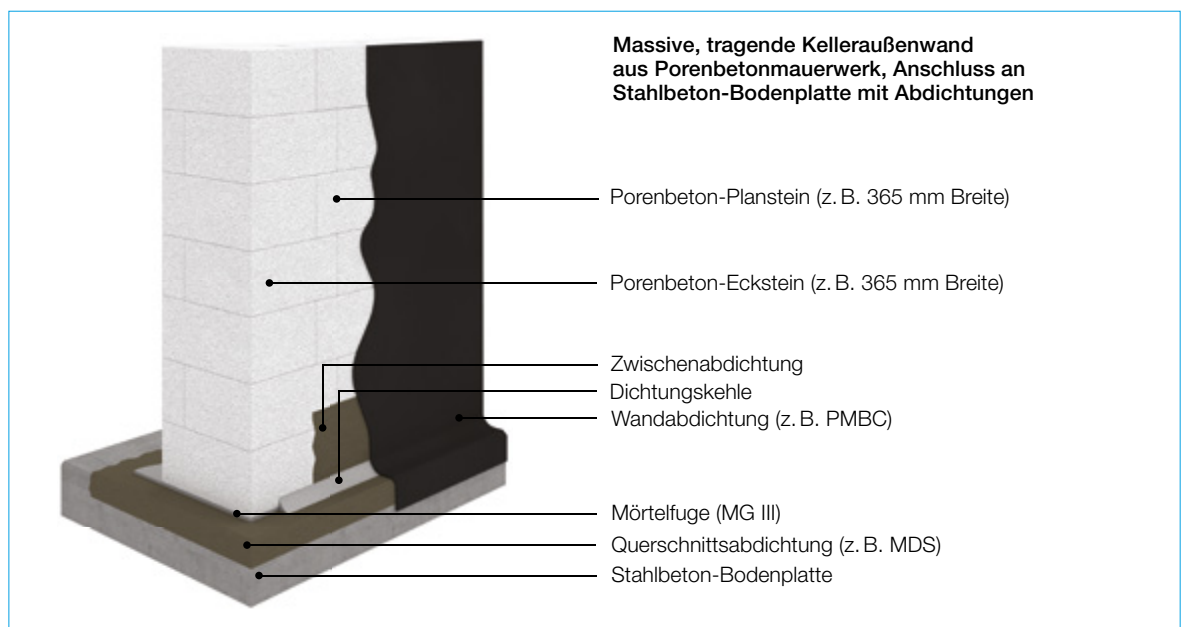 Massive, tragende Kelleraußenwand
aus Porenbetonmauerwerk, Anschluss an
Stahlbeton-Bodenplatte mit Abdichtungen
Porenbeton-Planstein (z. B. 365 mm Breite)
Porenbeton-Eckstein (z. B. 365 mm Breite)
Zwischenabdichtung
Dichtungskehle
Wandabdichtung (z. B. PMBC)
Mörtelfuge (MG III)
Querschnittsabdichtung (z. B. MDS)
Stahlbeton-Bodenplatte